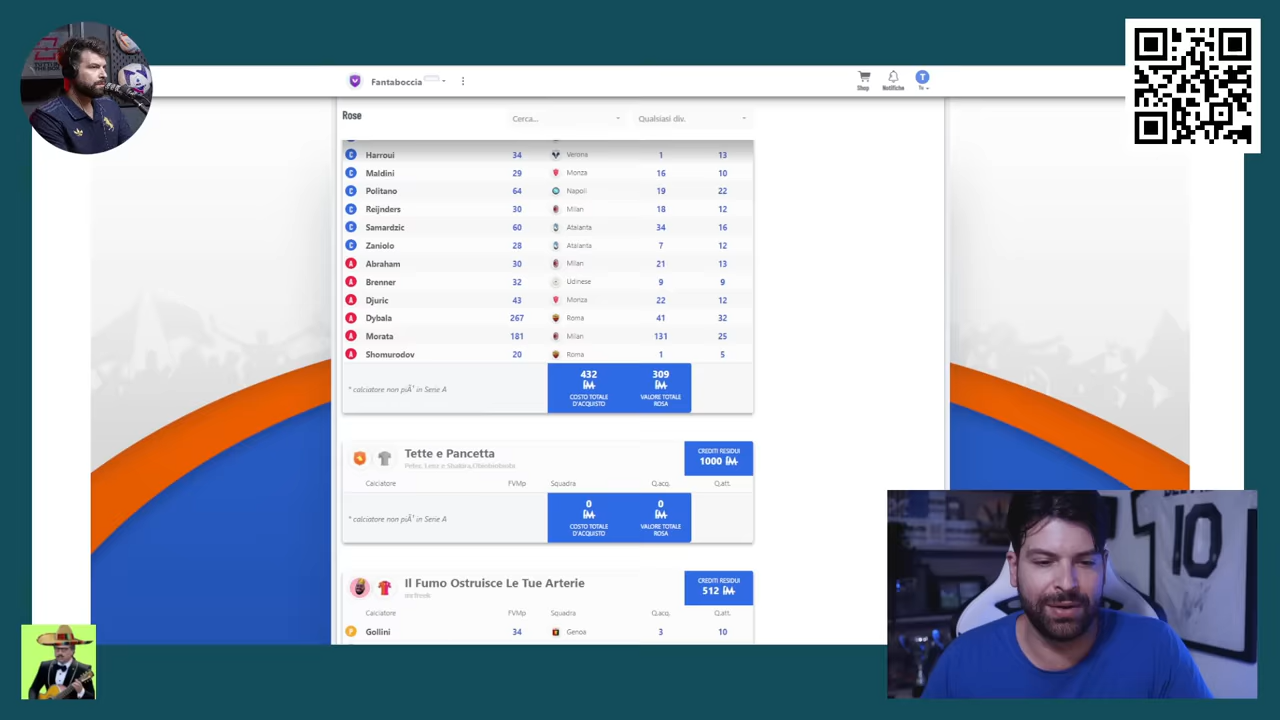 Fantaboccia
Shop
Notifiche
T
Tu
Rose
Cerca...
Qualsiasi div.
C Harroui 34 Verona 1 13
C Maldini 29 Monza 16 10
C Politano 64 Napoli 19 22
C Reijnders 30 Milan 18 12
C Samardzic 60 Atalanta 34 16
C Zaniolo 28 Atalanta 7 12
A Abraham 30 Milan 21 13
A Brenner 32 Udinese 9 9
A Djuric 43 Monza 22 12
A Dybala 267 Roma 41 32
A Morata 181 Milan 131 25
A Shomurodov 20 Roma 1 5
* calciatore non piÃ¹ in Serie A
432
COSTO TOTALE
D'ACQUISTO
309
VALORE TOTALE
ROSA
Tette e Pancetta
CREDITI RESIDUI
1000
Calciatore FVMp Squadra Q.acq. Q.att.
* calciatore non piÃ¹ in Serie A
0
COSTO TOTALE
D'ACQUISTO
0
VALORE TOTALE
ROSA
Il Fumo Ostruisce Le Tue Arterie
CREDITI RESIDUI
512
Calciatore FVMp Squadra Q.acq. Q.att.
P Gollini 34 Genoa 3 10
10